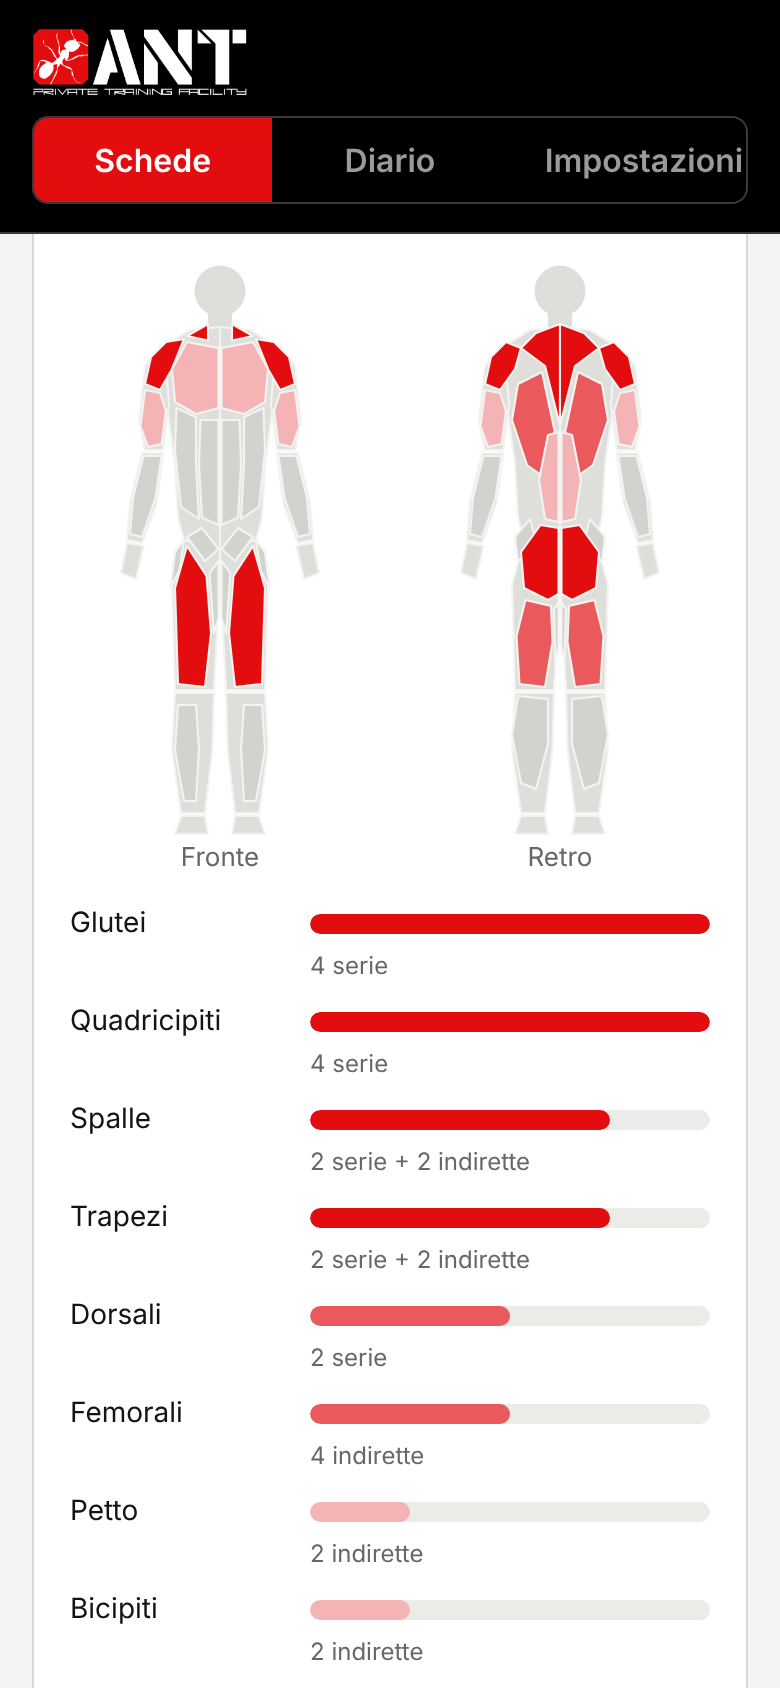 ANT
PRIVATE TRAINING FACILITY
Schede
Diario
Impostazioni
Fronte
Retro
Glutei
4 serie
Quadricipiti
4 serie
Spalle
2 serie + 2 indirette
Trapezi
2 serie + 2 indirette
Dorsali
2 serie
Femorali
4 indirette
Petto
2 indirette
Bicipiti
2 indirette